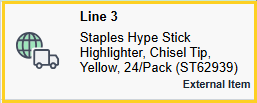 Line 3
Staples Hype Stick
Highlighter, Chisel Tip,
Yellow, 24/Pack (ST62939)
External Item